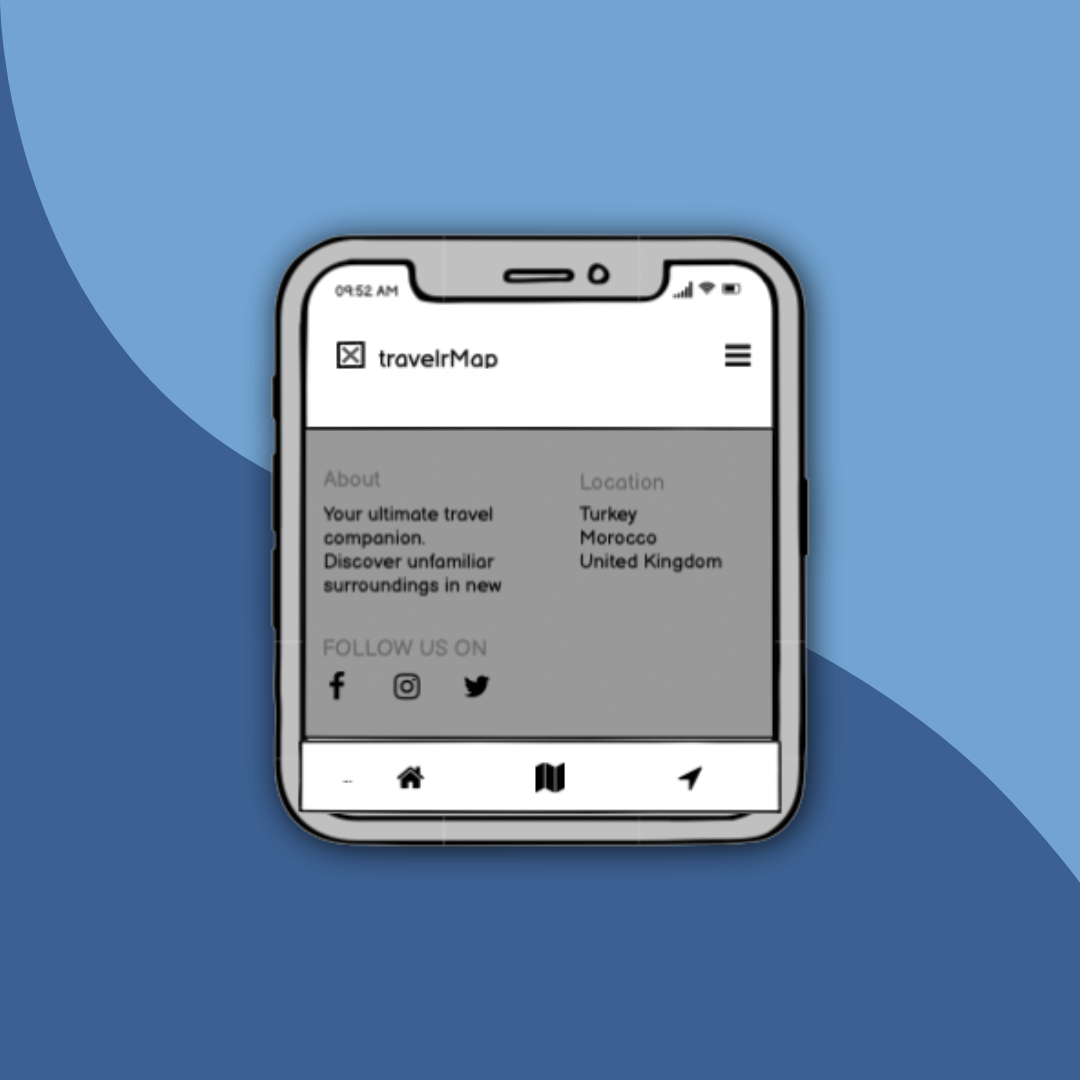 09:52 AM
travelrMap
About
Your ultimate travel
companion.
Discover unfamiliar
surroundings in new
Location
Turkey
Morocco
United Kingdom
FOLLOW US ON